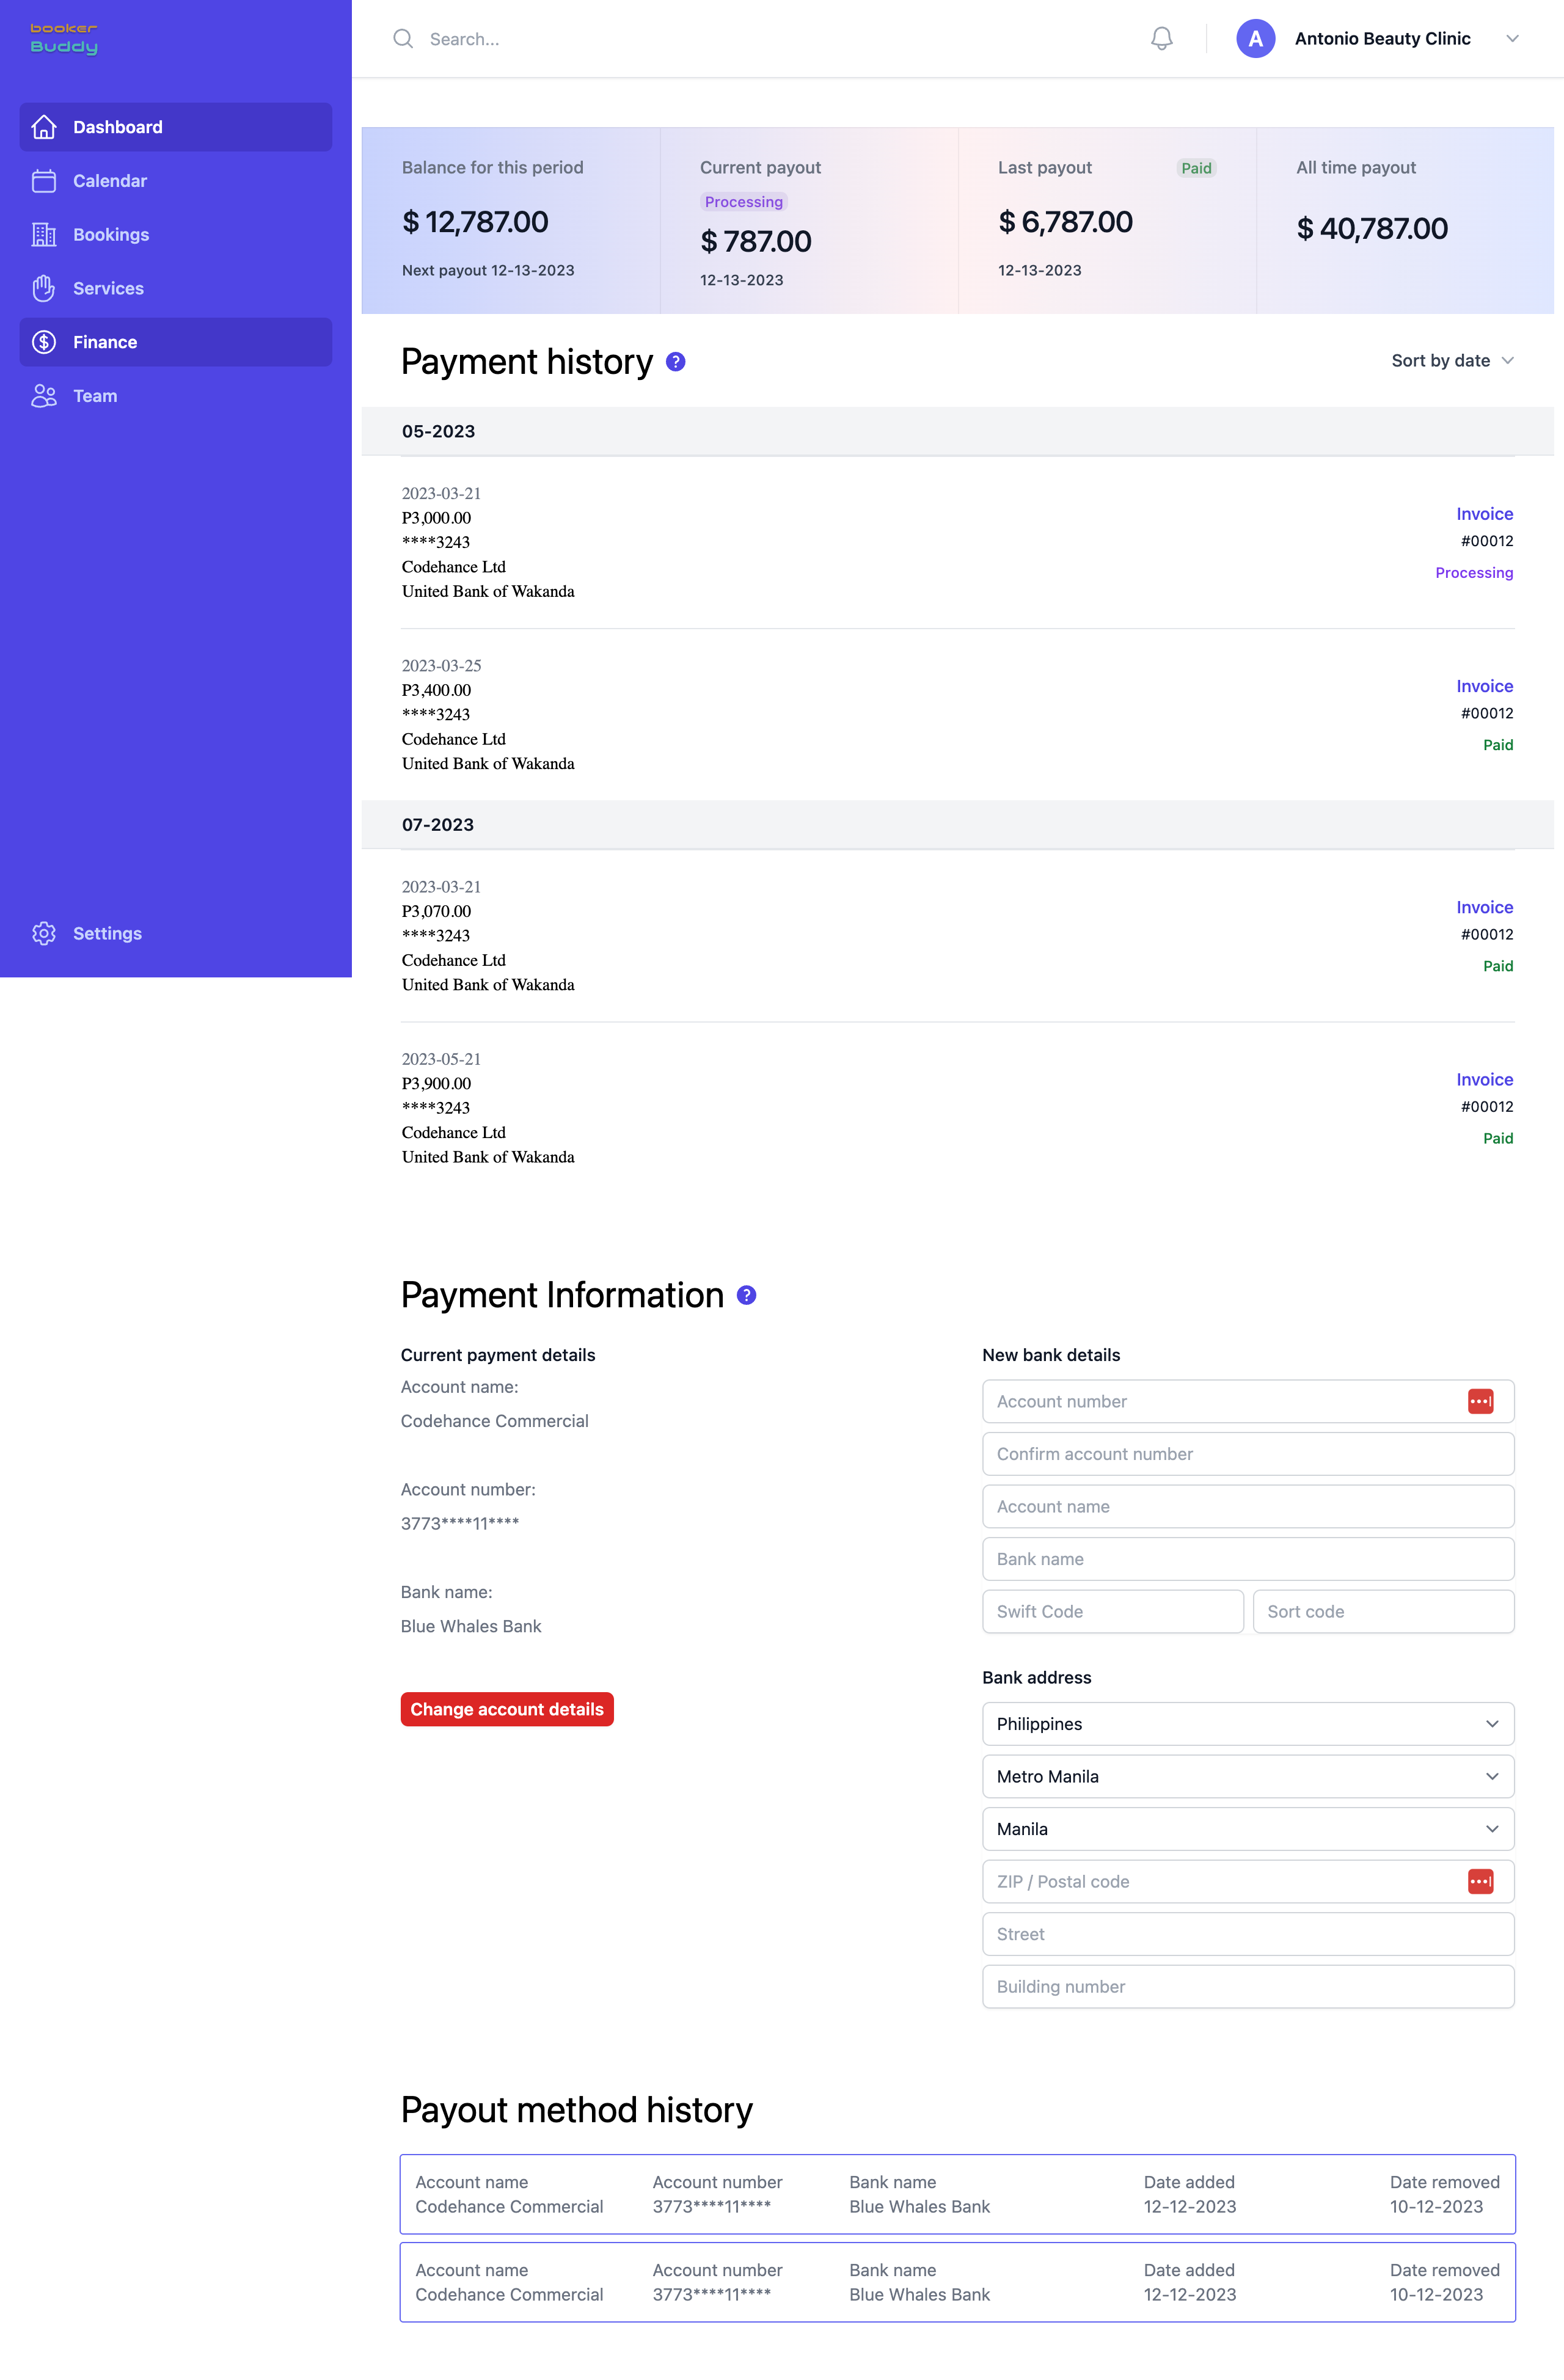 booker
Buddy
Search...
A
Antonio Beauty Clinic
Dashboard
Calendar
Bookings
Services
Finance
Team
Settings
Balance for this period
$ 12,787.00
Next payout 12-13-2023
Current payout
Processing
$ 787.00
12-13-2023
Last payout
Paid
$ 6,787.00
12-13-2023
All time payout
$ 40,787.00
Payment history ?
Sort by date
05-2023
2023-03-21
P3,000.00
****3243
Codehance Ltd
United Bank of Wakanda
Invoice
#00012
Processing
2023-03-25
P3,400.00
****3243
Codehance Ltd
United Bank of Wakanda
Invoice
#00012
Paid
07-2023
2023-03-21
P3,070.00
****3243
Codehance Ltd
United Bank of Wakanda
Invoice
#00012
Paid
2023-05-21
P3,900.00
****3243
Codehance Ltd
United Bank of Wakanda
Invoice
#00012
Paid
Payment Information ?
Current payment details
Account name:
Codehance Commercial
Account number:
3773****11****
Bank name:
Blue Whales Bank
Change account details
New bank details
Account number
Confirm account number
Account name
Bank name
Swift Code
Sort code
Bank address
Philippines
Metro Manila
Manila
ZIP / Postal code
Street
Building number
Payout method history
Account name
Codehance Commercial
Account number
3773****11****
Bank name
Blue Whales Bank
Date added
12-12-2023
Date removed
10-12-2023
Account name
Codehance Commercial
Account number
3773****11****
Bank name
Blue Whales Bank
Date added
12-12-2023
Date removed
10-12-2023